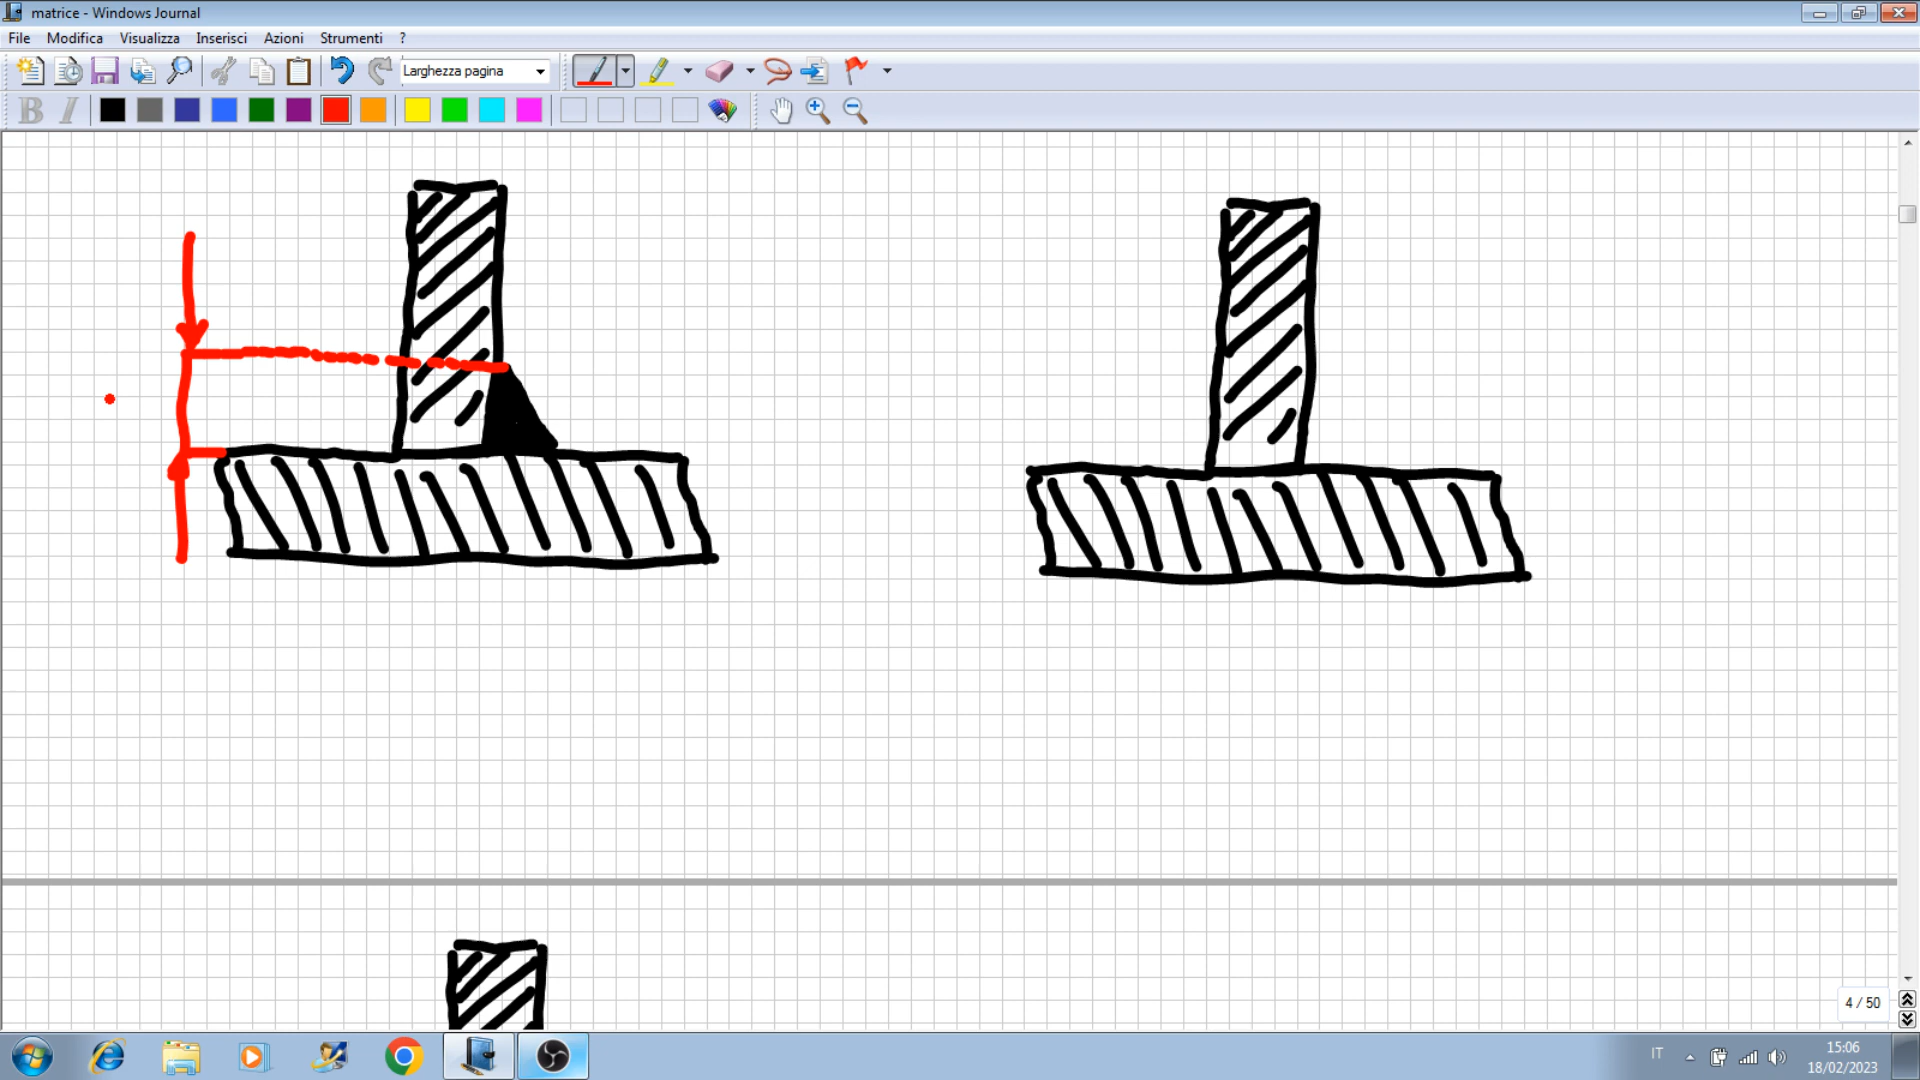 matrice - Windows Journal
File Modifica Visualizza Inserisci Azioni Strumenti ?
Larghezza pagina
B I
4 / 50
IT
15:06
18/02/2023